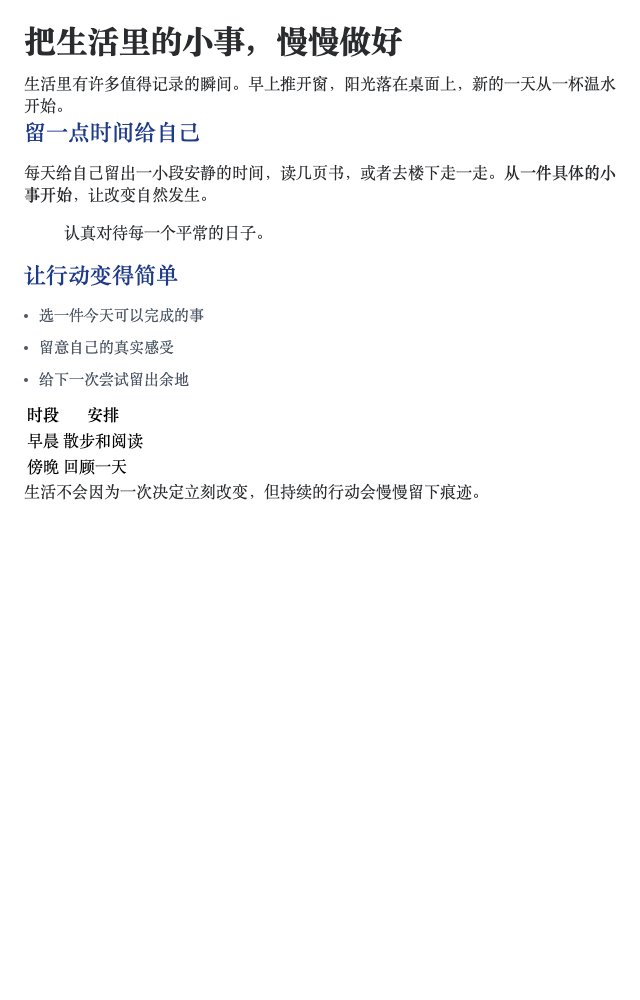 把生活里的小事，慢慢做好
生活里有许多值得记录的瞬间。早上推开窗，阳光落在桌面上，新的一天从一杯温水
开始。
留一点时间给自己
每天给自己留出一小段安静的时间，读几页书，或者去楼下走一走。从一件具体的小
事开始，让改变自然发生。
认真对待每一个平常的日子。
让行动变得简单
• 选一件今天可以完成的事
• 留意自己的真实感受
• 给下一次尝试留出余地
时段 安排
早晨 散步和阅读
傍晚 回顾一天
生活不会因为一次决定立刻改变，但持续的行动会慢慢留下痕迹。